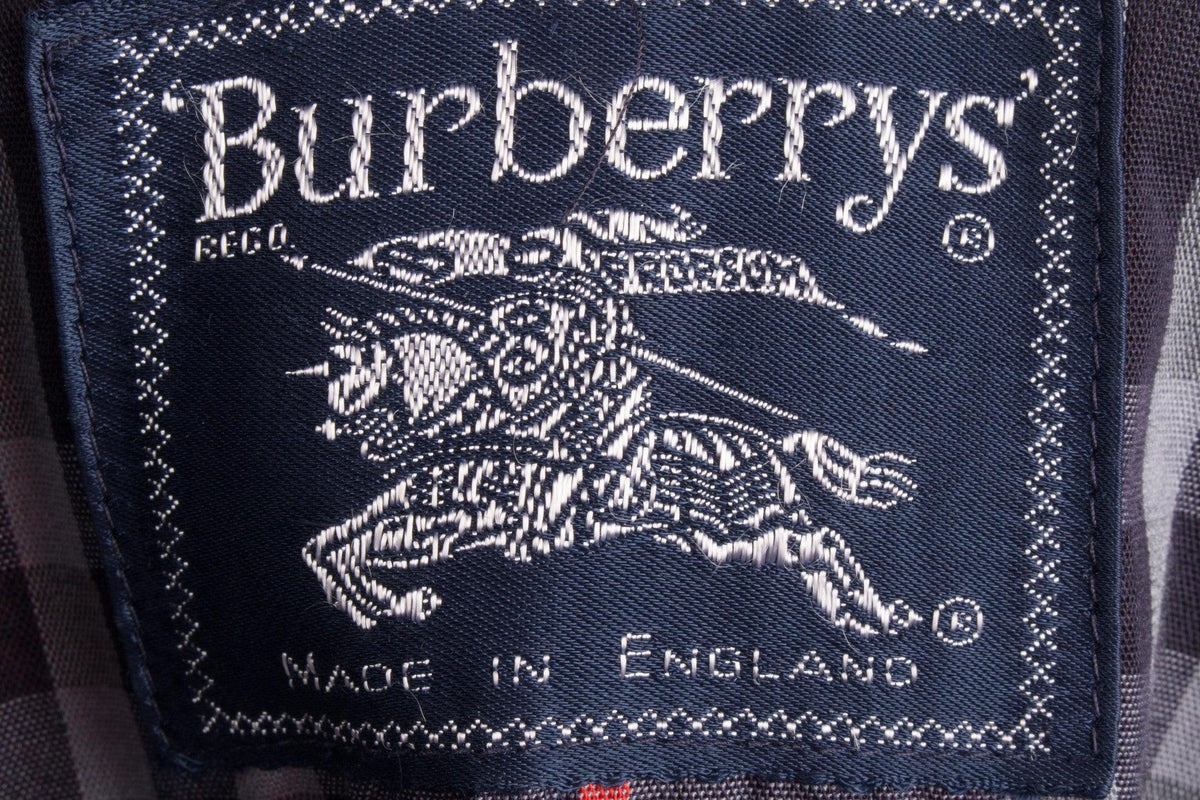 'Burberrys'
REGD. ®
®
MADE IN ENGLAND